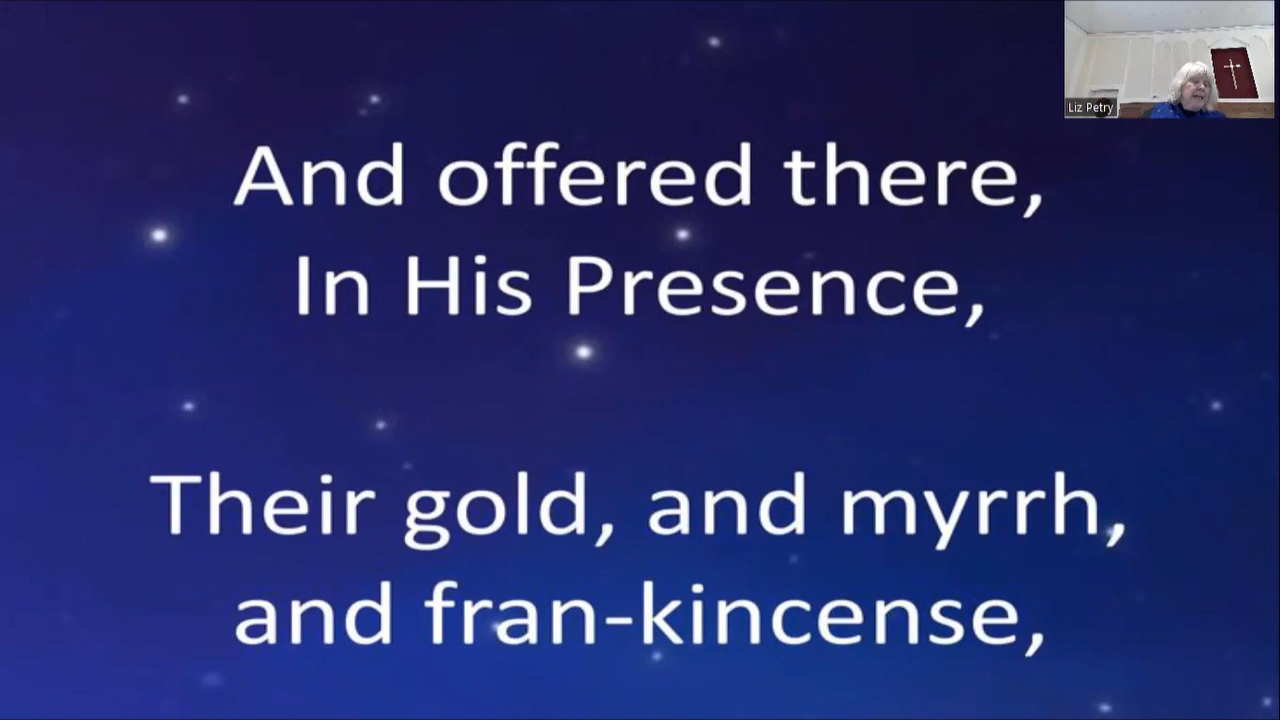 Liz Petry
And offered there,
In His Presence,
Their gold, and myrrh,
and fran-kincense,